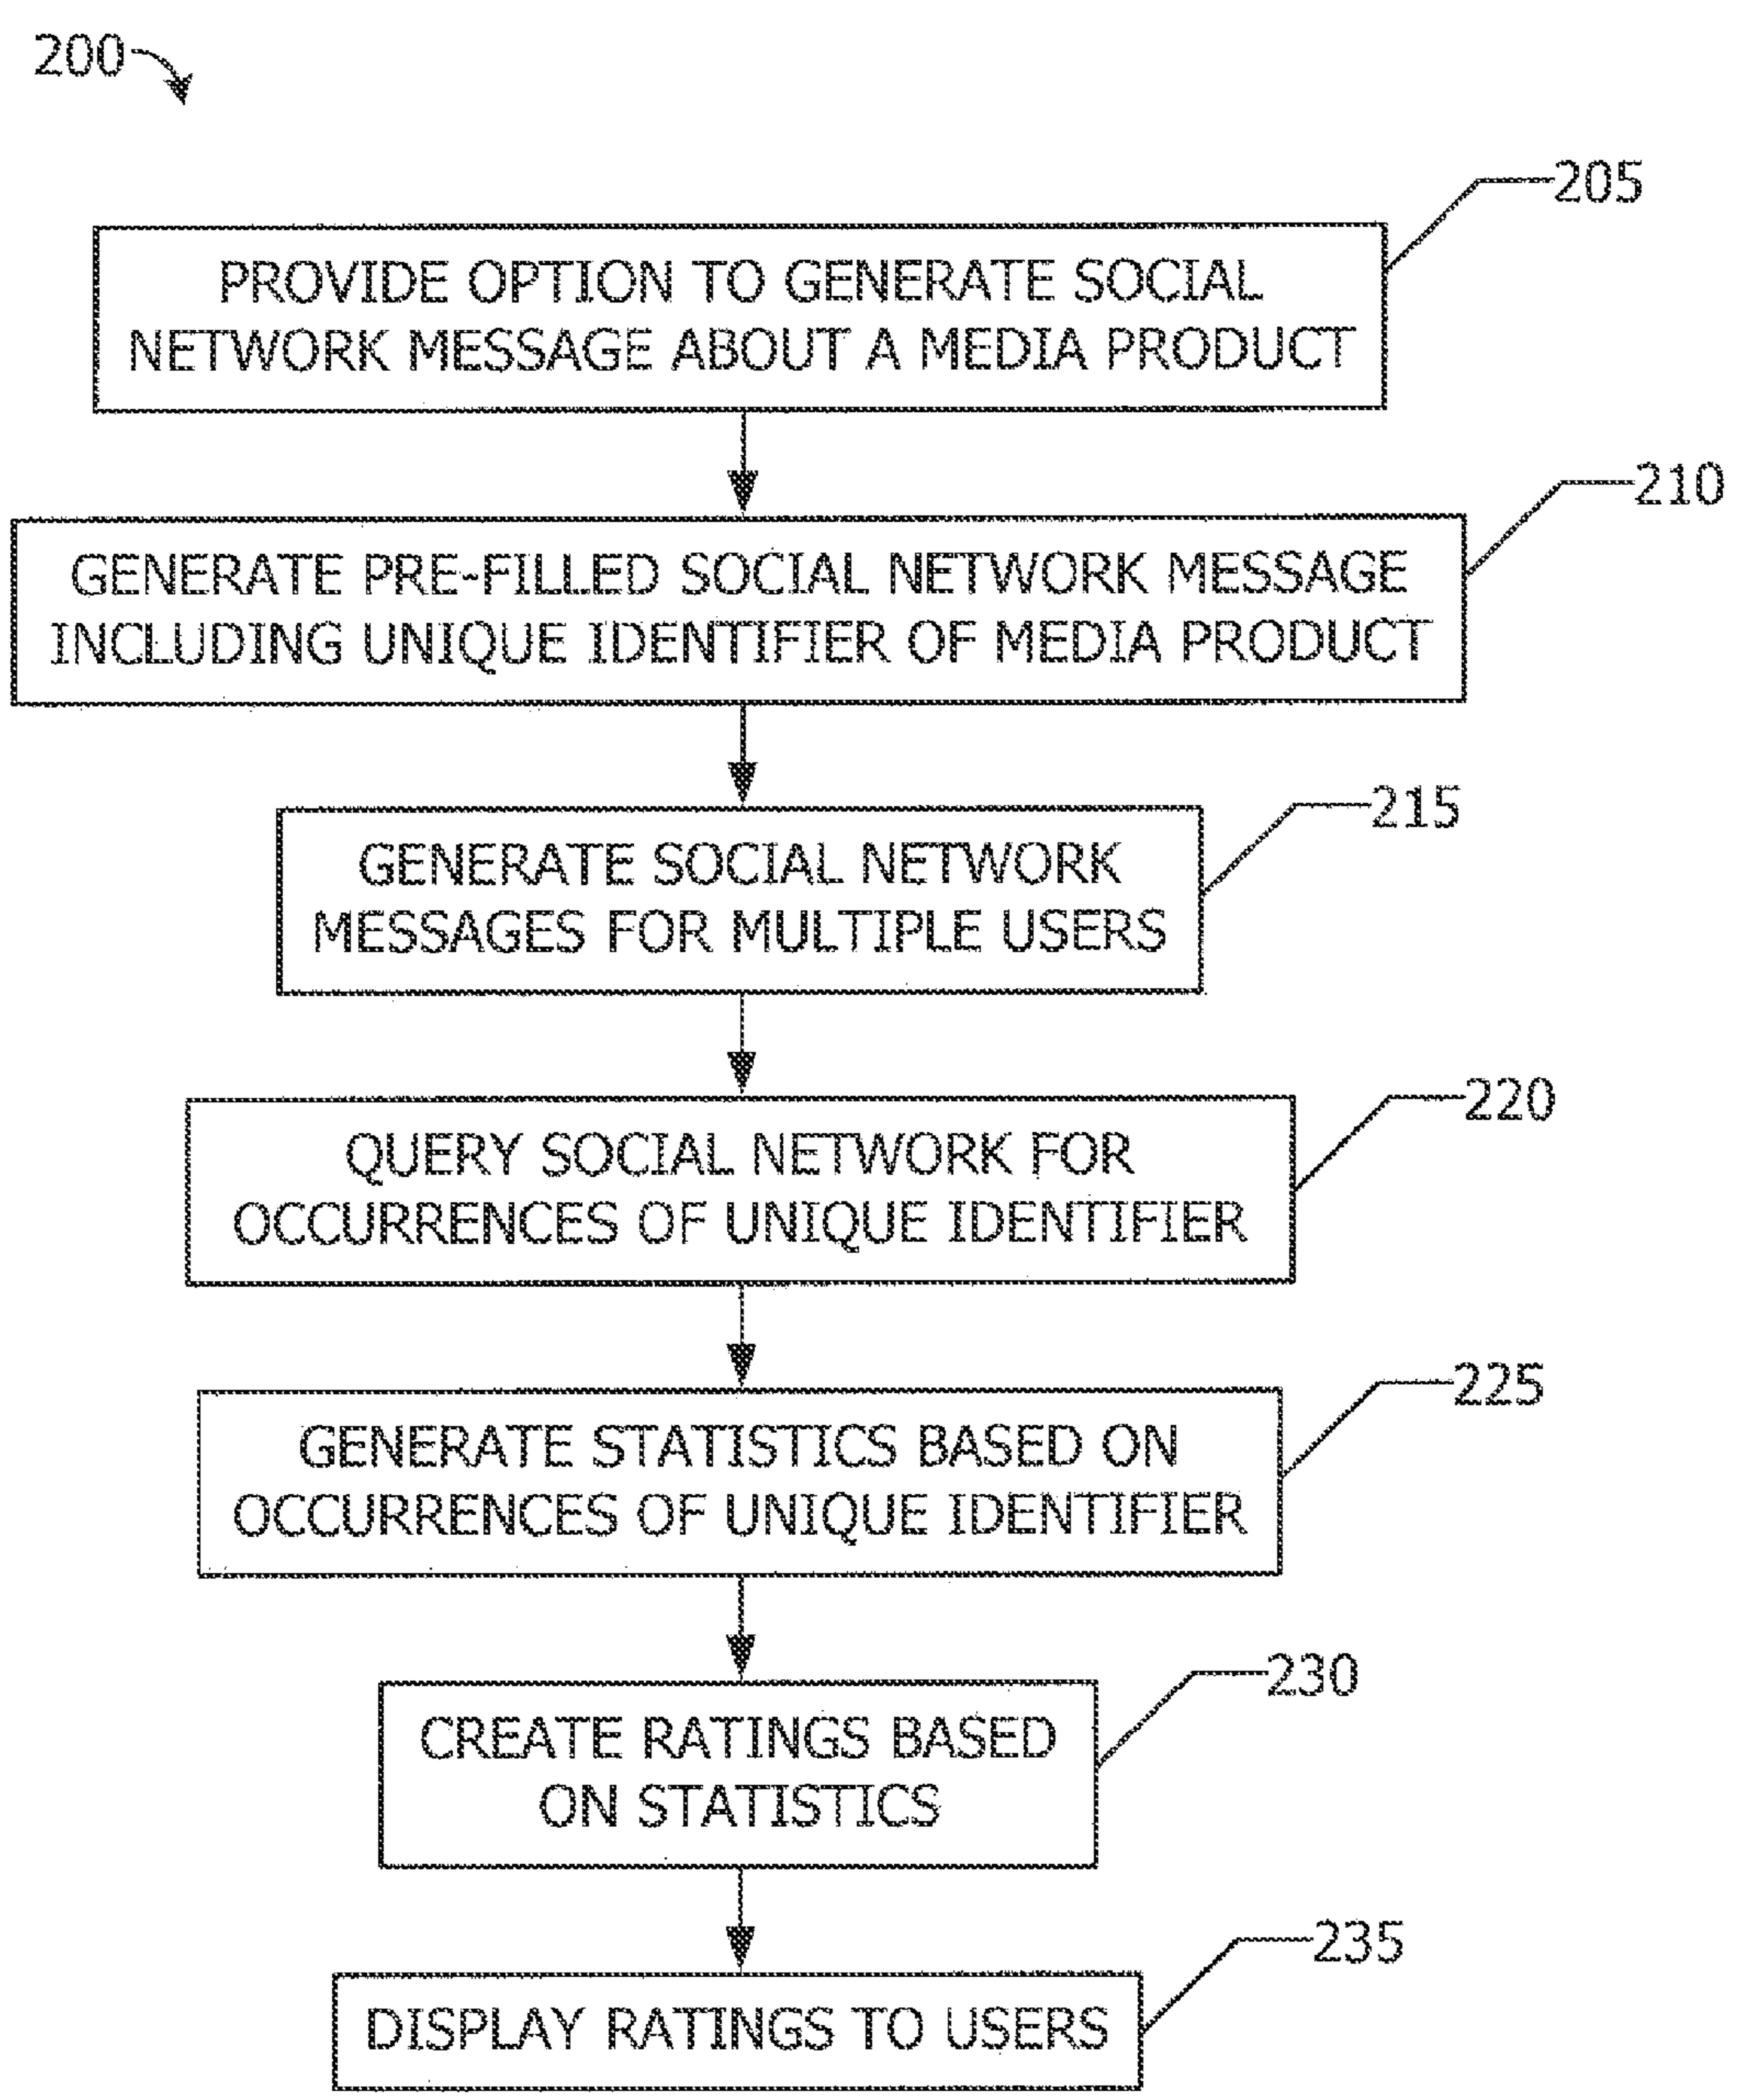 200
205
PROVIDE OPTION TO GENERATE SOCIAL
NETWORK MESSAGE ABOUT A MEDIA PRODUCT
210
GENERATE PRE-FILLED SOCIAL NETWORK MESSAGE
INCLUDING UNIQUE IDENTIFIER OF MEDIA PRODUCT
215
GENERATE SOCIAL NETWORK
MESSAGES FOR MULTIPLE USERS
220
QUERY SOCIAL NETWORK FOR
OCCURRENCES OF UNIQUE IDENTIFIER
225
GENERATE STATISTICS BASED ON
OCCURRENCES OF UNIQUE IDENTIFIER
230
CREATE RATINGS BASED
ON STATISTICS
235
DISPLAY RATINGS TO USERS